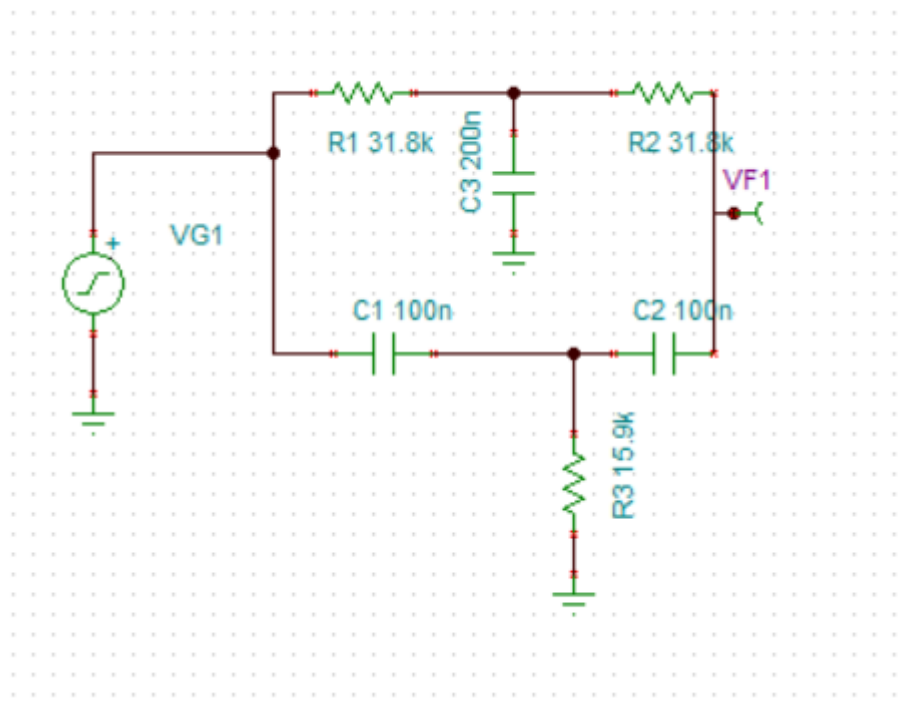 R1 31.8k
C3 200n
R2 31.8k
VF1
+
VG1
C1 100n
C2 100n
R3 15.9k